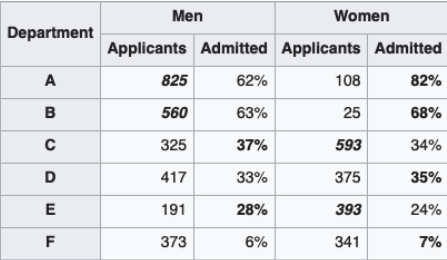 Department Men Women
Applicants Admitted Applicants Admitted
A 825 62% 108 82%
B 560 63% 25 68%
C 325 37% 593 34%
D 417 33% 375 35%
E 191 28% 393 24%
F 373 6% 341 7%